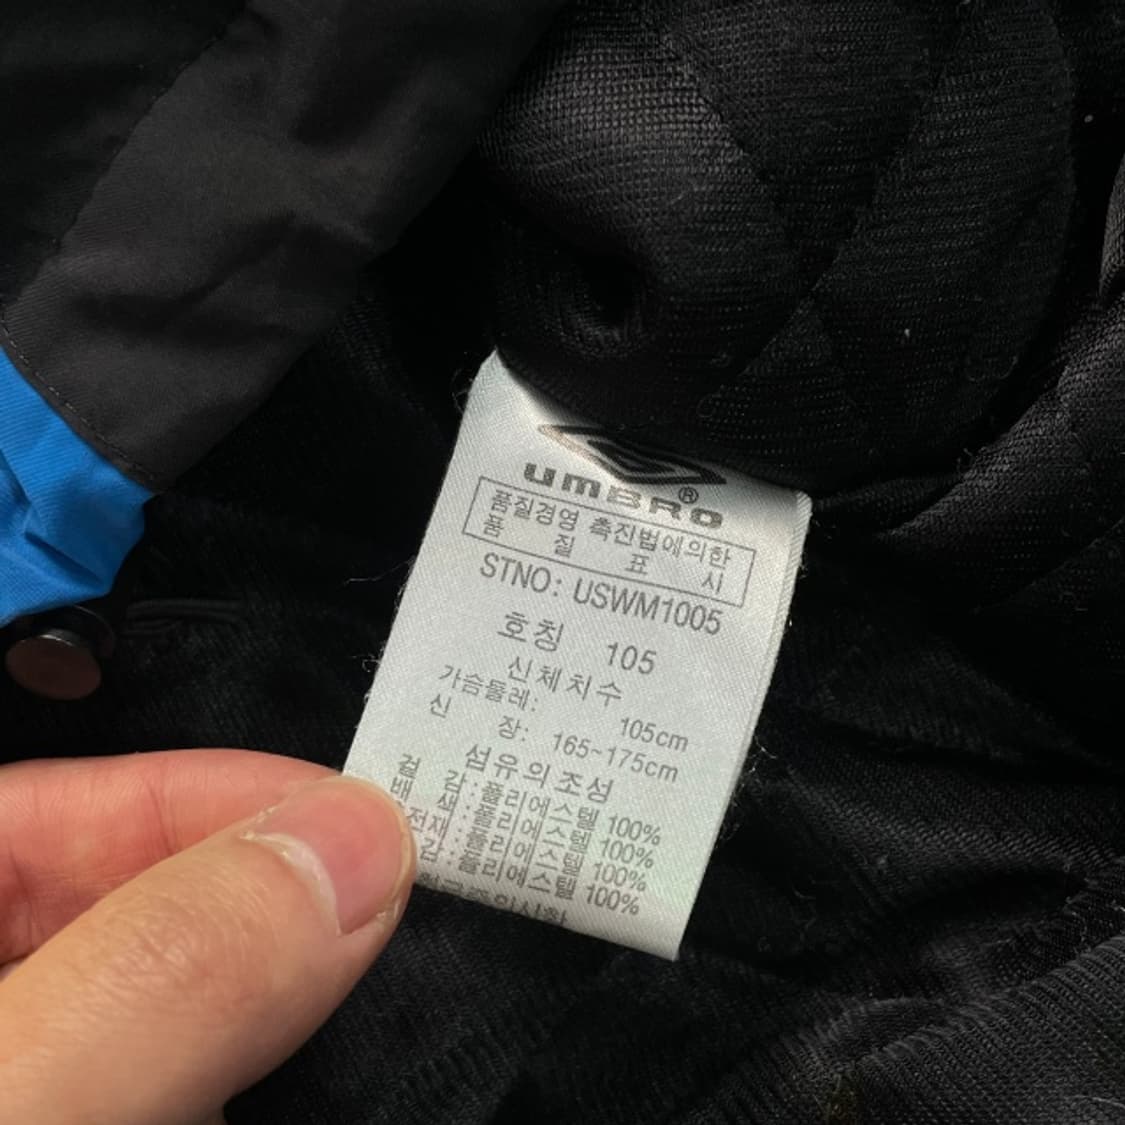 UMBRO®
품질경영 촉진법에의한
품 질 표 시
STNO: USWM1005
호칭 105
신체치수
가슴둘레: 105cm
신 장: 165~175cm
섬유의조성
겉 감: 폴리에스텔 100%
배 색: 폴리에스텔 100%
전재: 폴리에스텔 100%
감: 폴리에스텔 100%